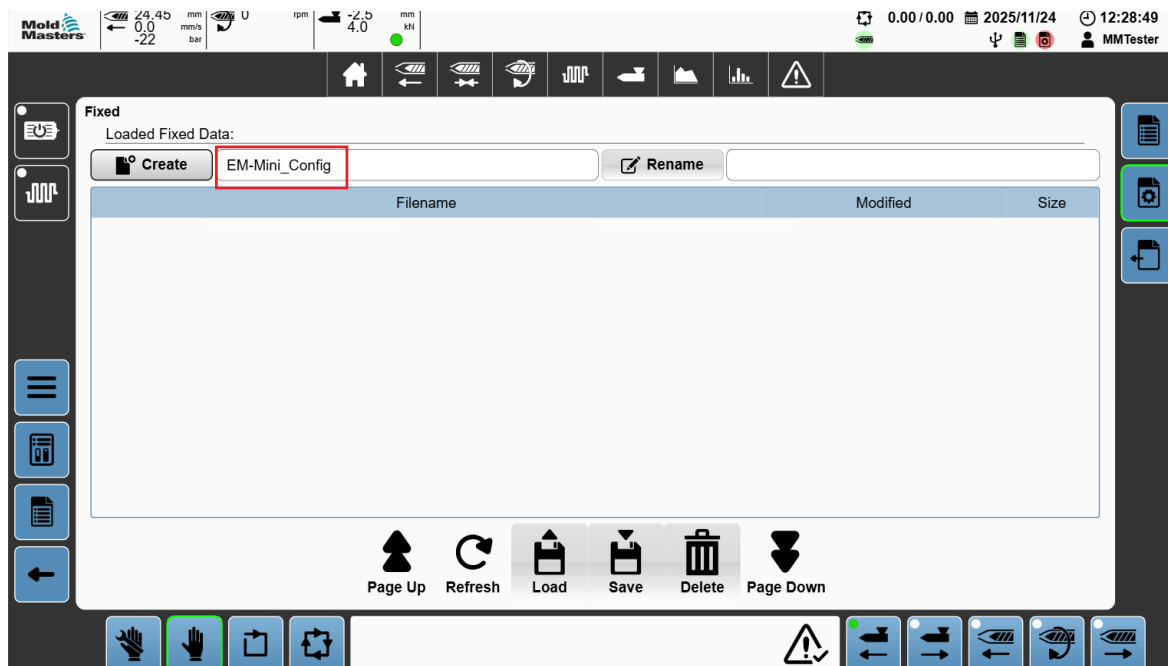 Mold
Masters
24.45 mm
0.0 mm/s
-22 bar
0 rpm
-2.5 mm
4.0 kN
0.00 / 0.00
2025/11/24
12:28:49
MMTester
Fixed
Loaded Fixed Data:
Create
EM-Mini_Config
Rename
Filename Modified Size
Page Up Refresh Load Save Delete Page Down